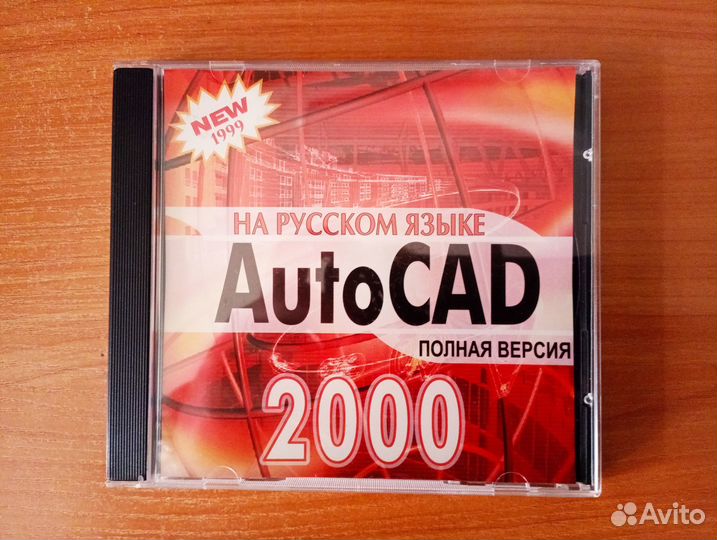 NEW
1999
НА РУССКОМ ЯЗЫКЕ
AutoCAD
ПОЛНАЯ ВЕРСИЯ
2000
Avito